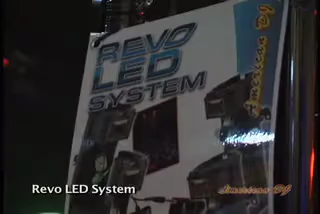 REVO
LED
SYSTEM
American DJ
Revo LED System
American DJ